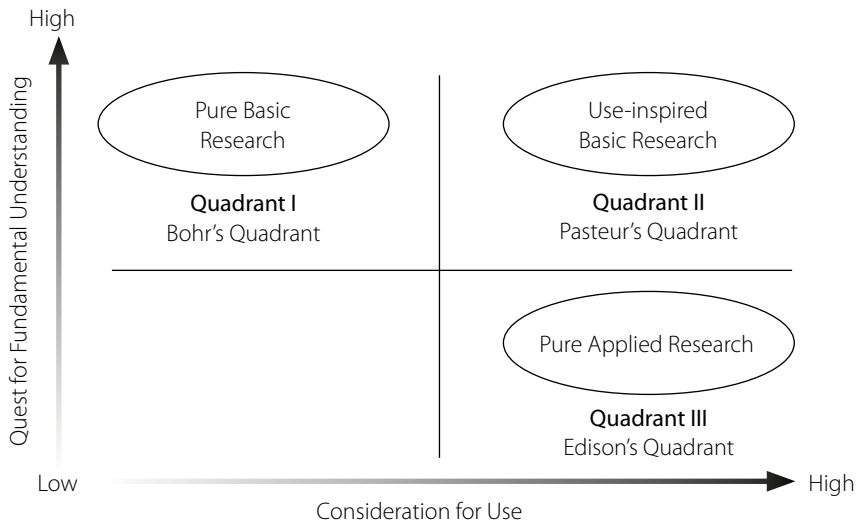 High
Quest for Fundamental Understanding
Pure Basic
Research
Quadrant I
Bohr’s Quadrant
Use-inspired
Basic Research
Quadrant II
Pasteur’s Quadrant
Pure Applied Research
Quadrant III
Edison’s Quadrant
Low
High
Consideration for Use